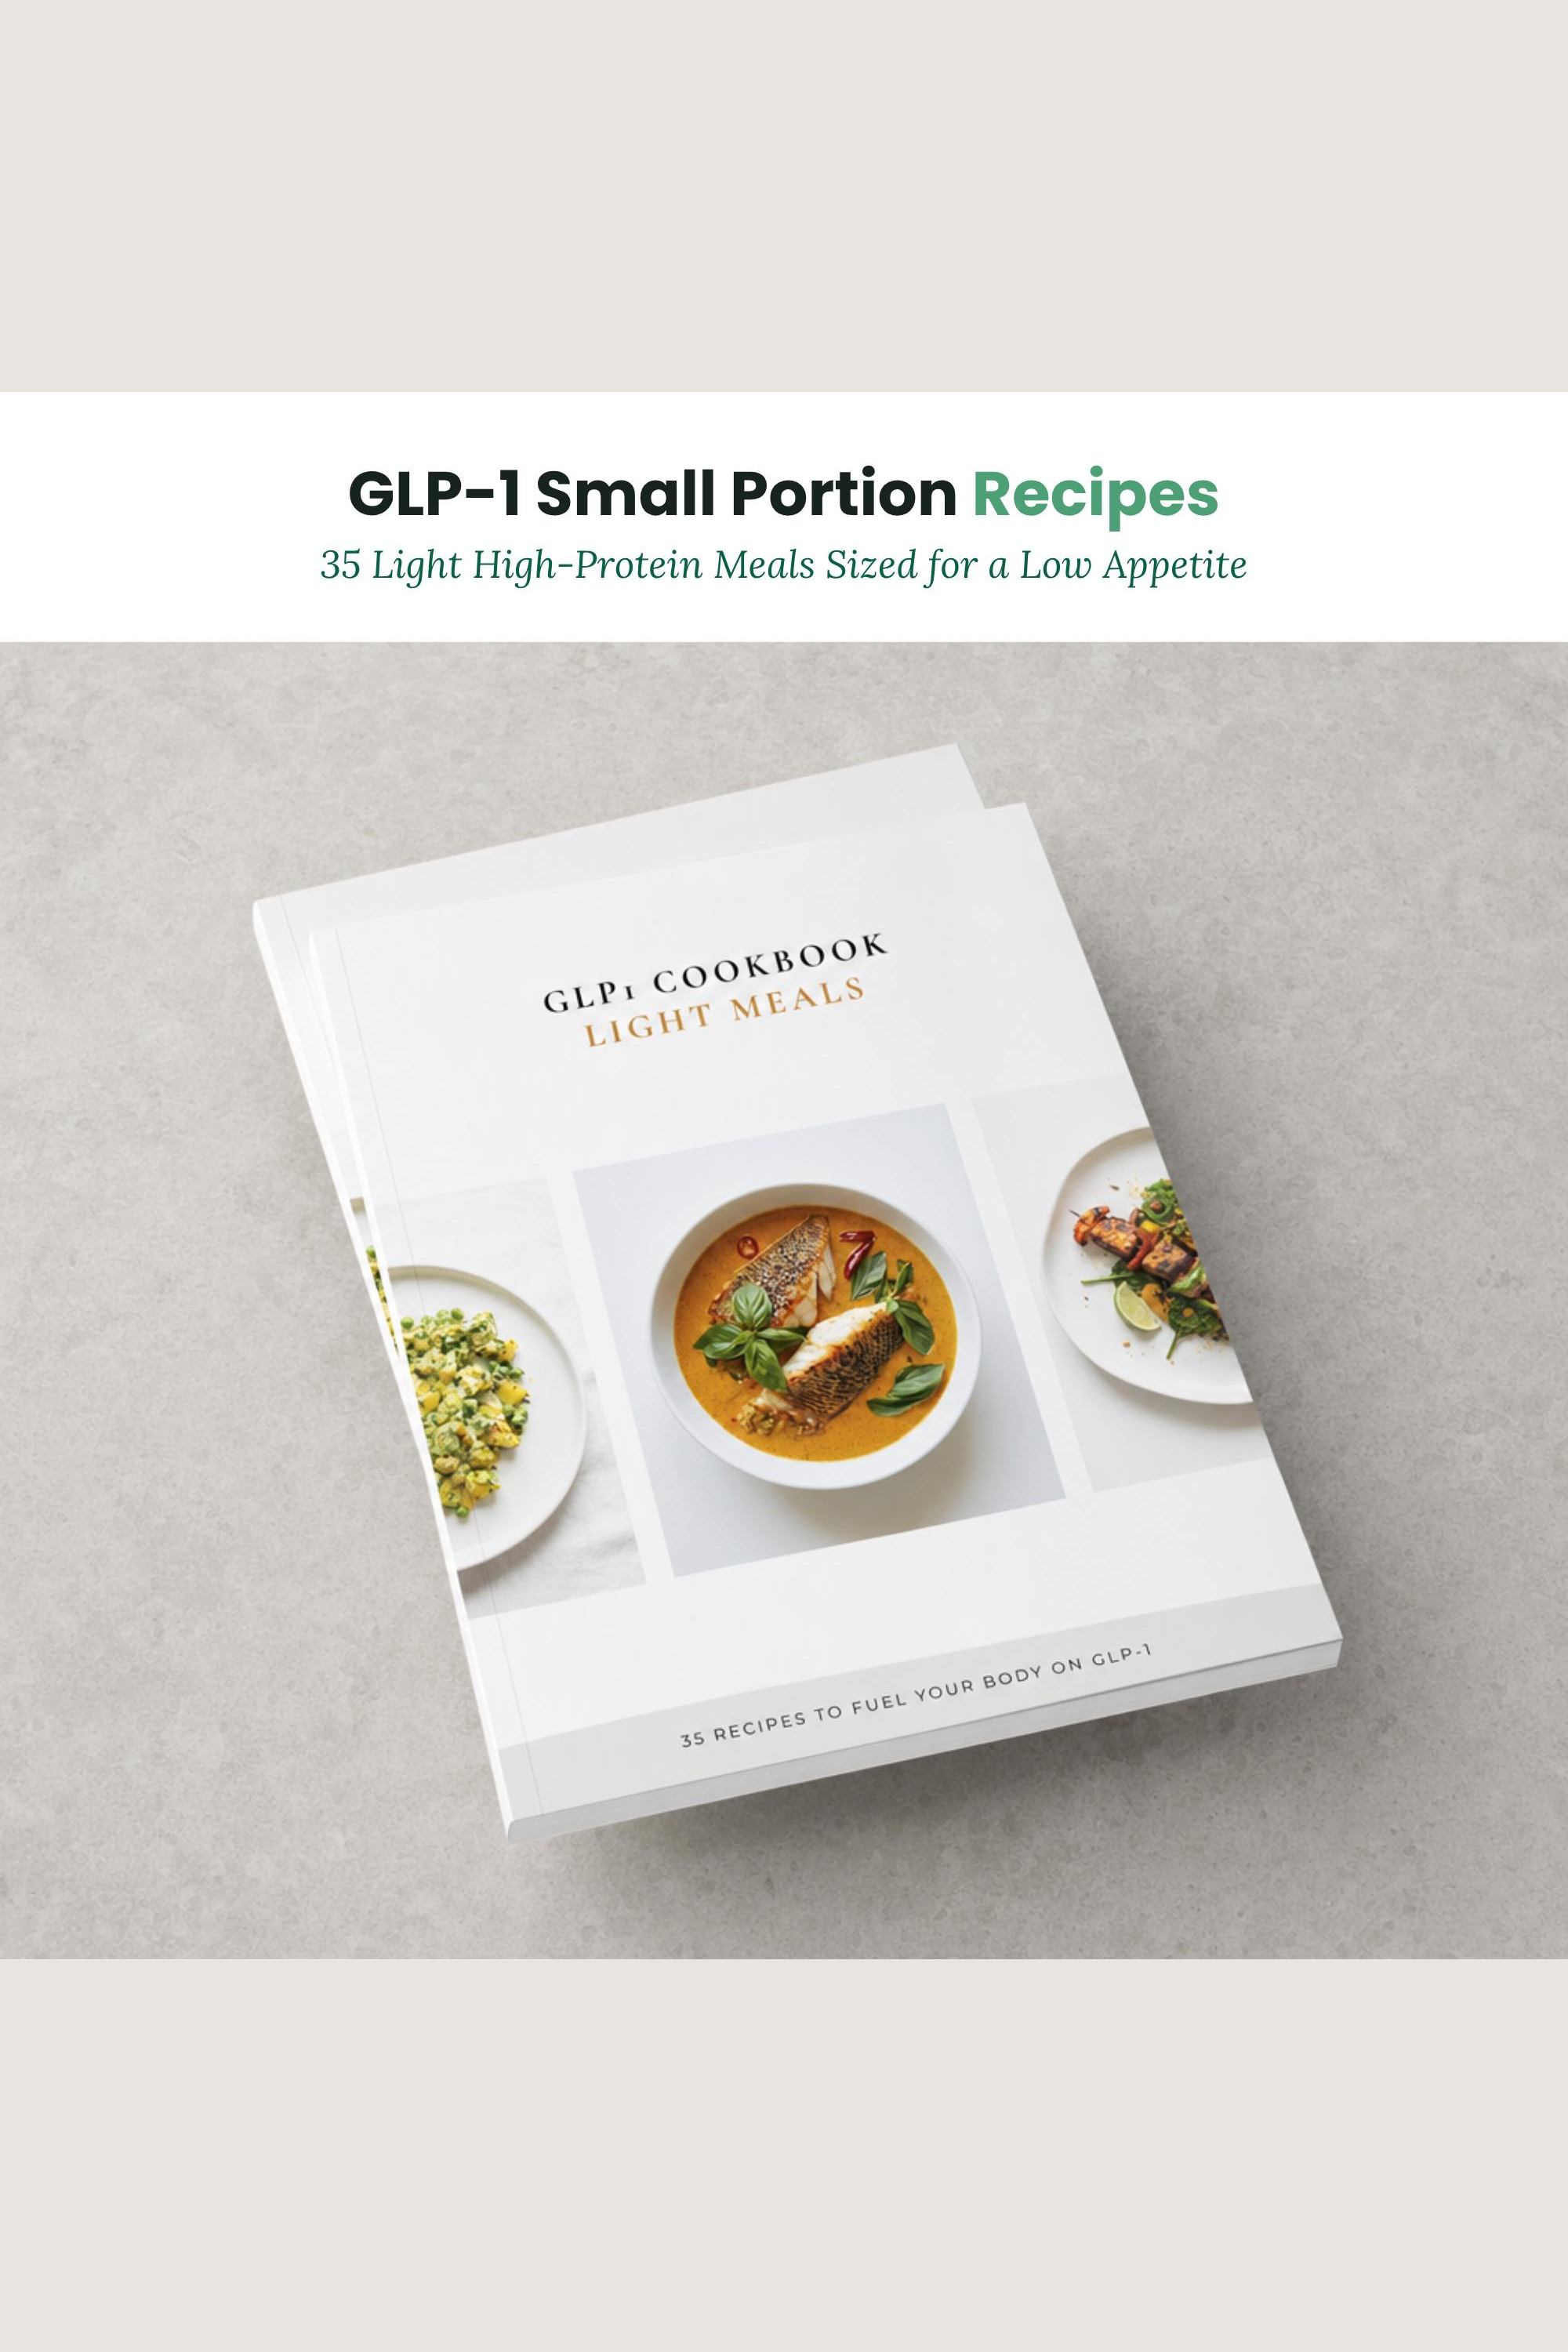 GLP-1 Small Portion Recipes
35 Light High-Protein Meals Sized for a Low Appetite
GLP1 COOKBOOK
LIGHT MEALS
35 RECIPES TO FUEL YOUR BODY ON GLP-1